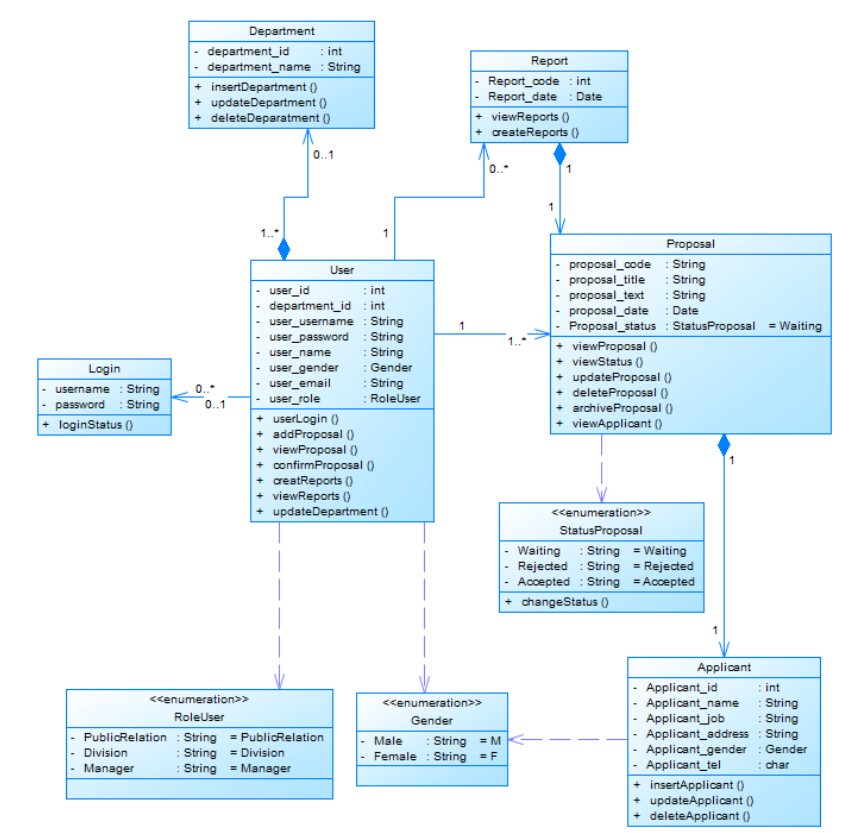 Department
- department_id : int
- department_name : String
+ insertDepartment ()
+ updateDepartment ()
+ deleteDeparatment ()
0..1
1..*
Report
- Report_code : int
- Report_date : Date
+ viewReports ()
+ createReports ()
0..*
1
1
1
Proposal
- proposal_code : String
- proposal_title : String
- proposal_text : String
- proposal_date : Date
- Proposal_status : StatusProposal = Waiting
+ viewProposal ()
+ viewStatus ()
+ updateProposal ()
+ deleteProposal ()
+ archiveProposal ()
+ viewApplicant ()
User
- user_id : int
- department_id : int
- user_username : String
- user_password : String
- user_name : String
- user_gender : Gender
- user_email : String
- user_role : RoleUser
+ userLogin ()
+ addProposal ()
+ viewProposal ()
+ confirmProposal ()
+ creatReports ()
+ viewReports ()
+ updateDepartment ()
1
1..*
Login
- username : String
- password : String
+ loginStatus ()
0..*
0..1
1
1
<<enumeration>>
StatusProposal
- Waiting : String = Waiting
- Rejected : String = Rejected
- Accepted : String = Accepted
+ changeStatus ()
<<enumeration>>
RoleUser
- PublicRelation : String = PublicRelation
- Division : String = Division
- Manager : String = Manager
<<enumeration>>
Gender
- Male : String = M
- Female : String = F
Applicant
- Applicant_id : int
- Applicant_name : String
- Applicant_job : String
- Applicant_address : String
- Applicant_gender : Gender
- Applicant_tel : char
+ insertApplicant ()
+ updateApplicant ()
+ deleteApplicant ()